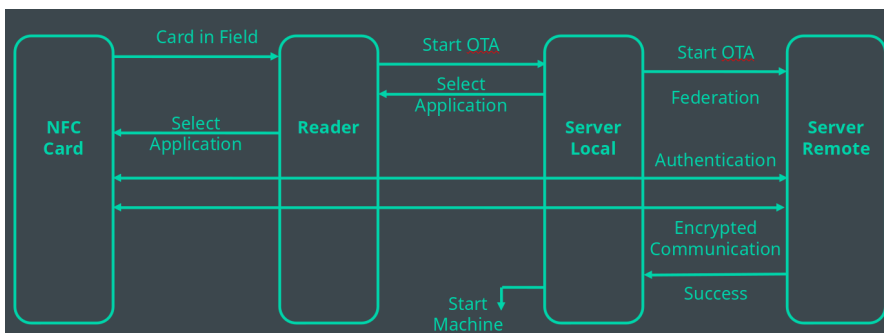 Card in Field
Start OTA
Start OTA
Select
Application
Federation
Select
Application
NFC
Card
Reader
Server
Local
Server
Remote
Authentication
Encrypted
Communication
Success
Start
Machine